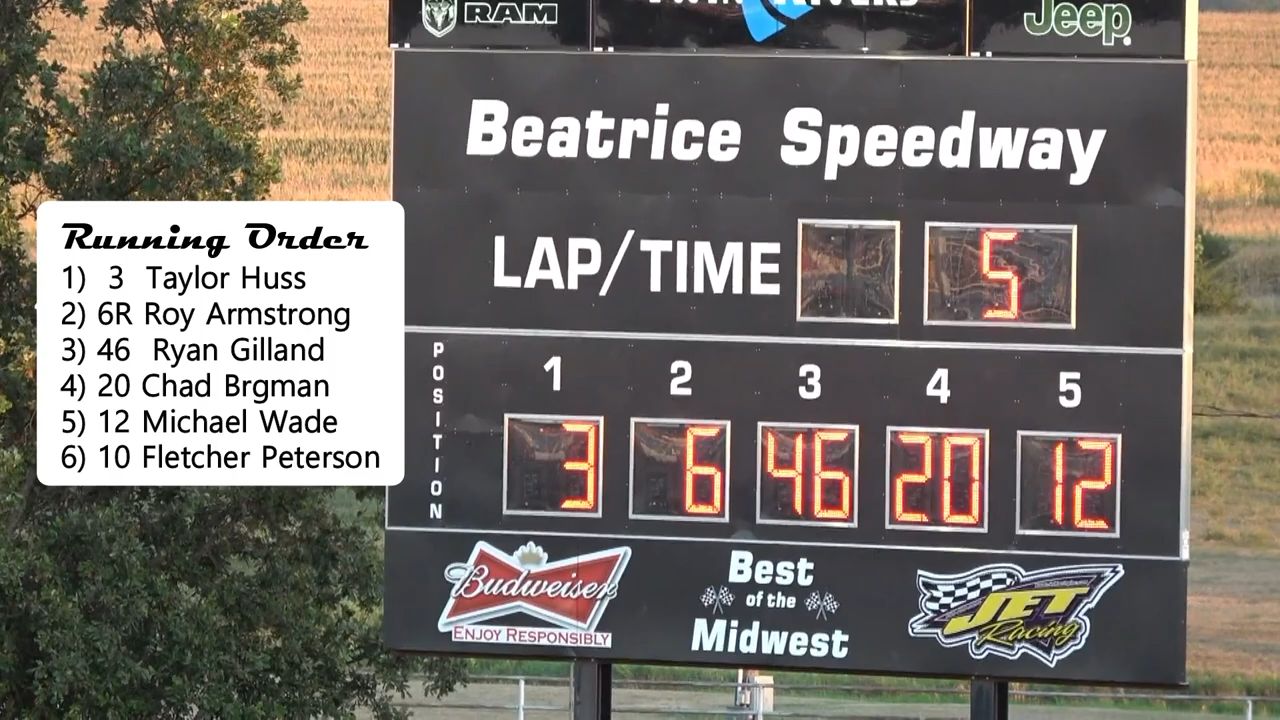 RAM
Jeep
Beatrice Speedway
LAP/TIME
5
POSITION
1 2 3 4 5
3 6 46 20 12
Budweiser
ENJOY RESPONSIBLY
Best
of the
Midwest
JET
Racing
Running Order
1) 3 Taylor Huss
2) 6R Roy Armstrong
3) 46 Ryan Gilland
4) 20 Chad Brgman
5) 12 Michael Wade
6) 10 Fletcher Peterson